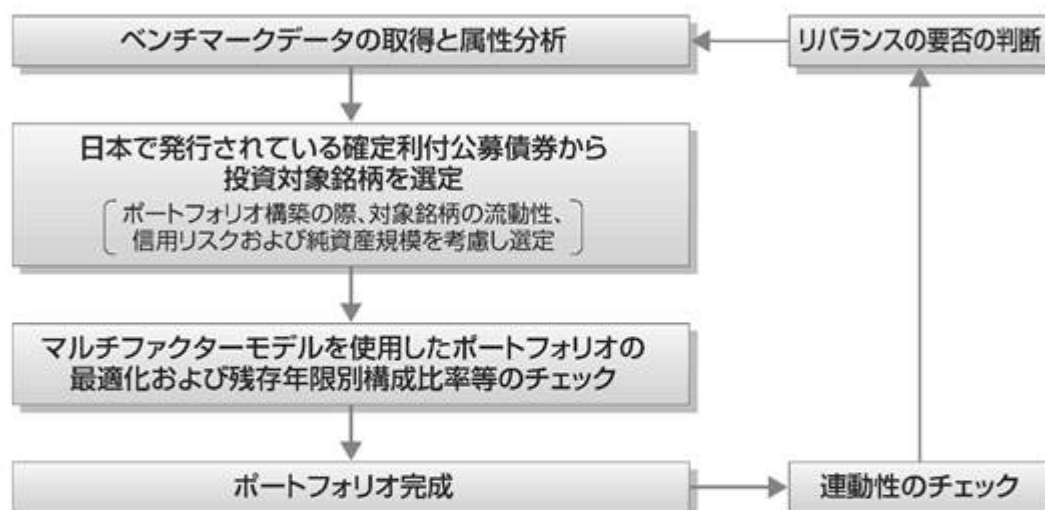 ベンチマークデータの取得と属性分析
リバランスの要否の判断
日本で発行されている確定利付公募債券から
投資対象銘柄を選定
ポートフォリオ構築の際、対象銘柄の流動性、
信用リスクおよび純資産規模を考慮し選定
マルチファクターモデルを使用したポートフォリオの
最適化および残存年限別構成比率等のチェック
ポートフォリオ完成
連動性のチェック